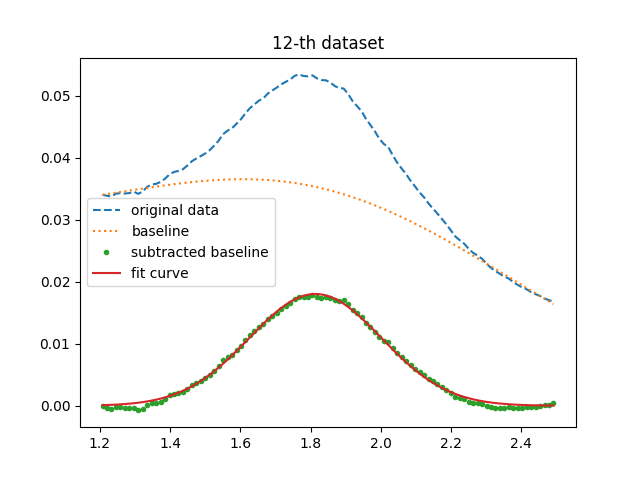 12-th dataset
0.05
0.04
0.03
0.02
0.01
0.00
original data
baseline
subtracted baseline
fit curve
1.2 1.4 1.6 1.8 2.0 2.2 2.4